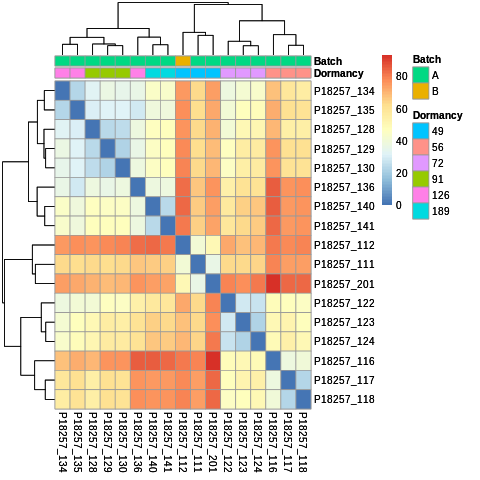 Batch
Dormancy
P18257_134
P18257_135
P18257_128
P18257_129
P18257_130
P18257_136
P18257_140
P18257_141
P18257_112
P18257_111
P18257_201
P18257_122
P18257_123
P18257_124
P18257_116
P18257_117
P18257_118
P18257_134
P18257_135
P18257_128
P18257_129
P18257_130
P18257_136
P18257_140
P18257_141
P18257_112
P18257_111
P18257_201
P18257_122
P18257_123
P18257_124
P18257_116
P18257_117
P18257_118
80
60
40
20
0
Batch
A
B
Dormancy
49
56
72
91
126
189